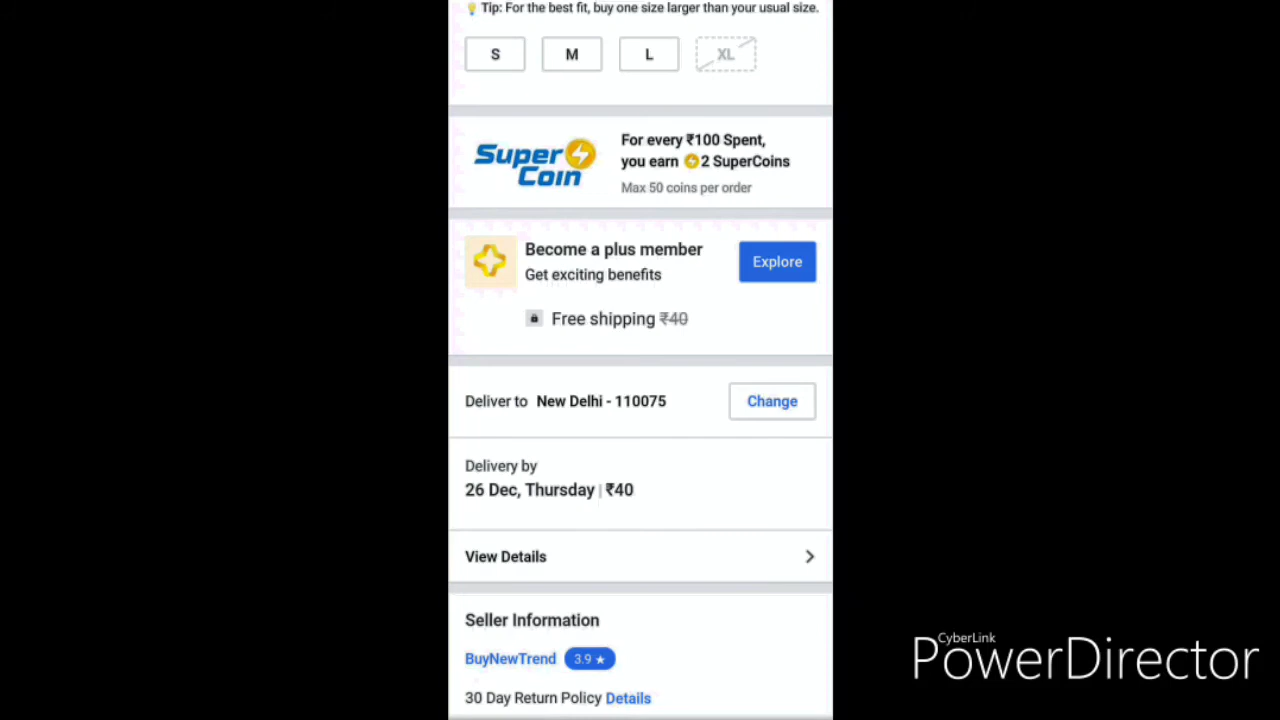 Tip: For the best fit, buy one size larger than your usual size.
S M L XL
Super Coin
For every ₹100 Spent,
you earn 2 SuperCoins
Max 50 coins per order
Become a plus member
Get exciting benefits
Explore
Free shipping ₹40
Deliver to New Delhi - 110075
Change
Delivery by
26 Dec, Thursday | ₹40
View Details
Seller Information
BuyNewTrend 3.9 ★
30 Day Return Policy Details
CyberLink
PowerDirector